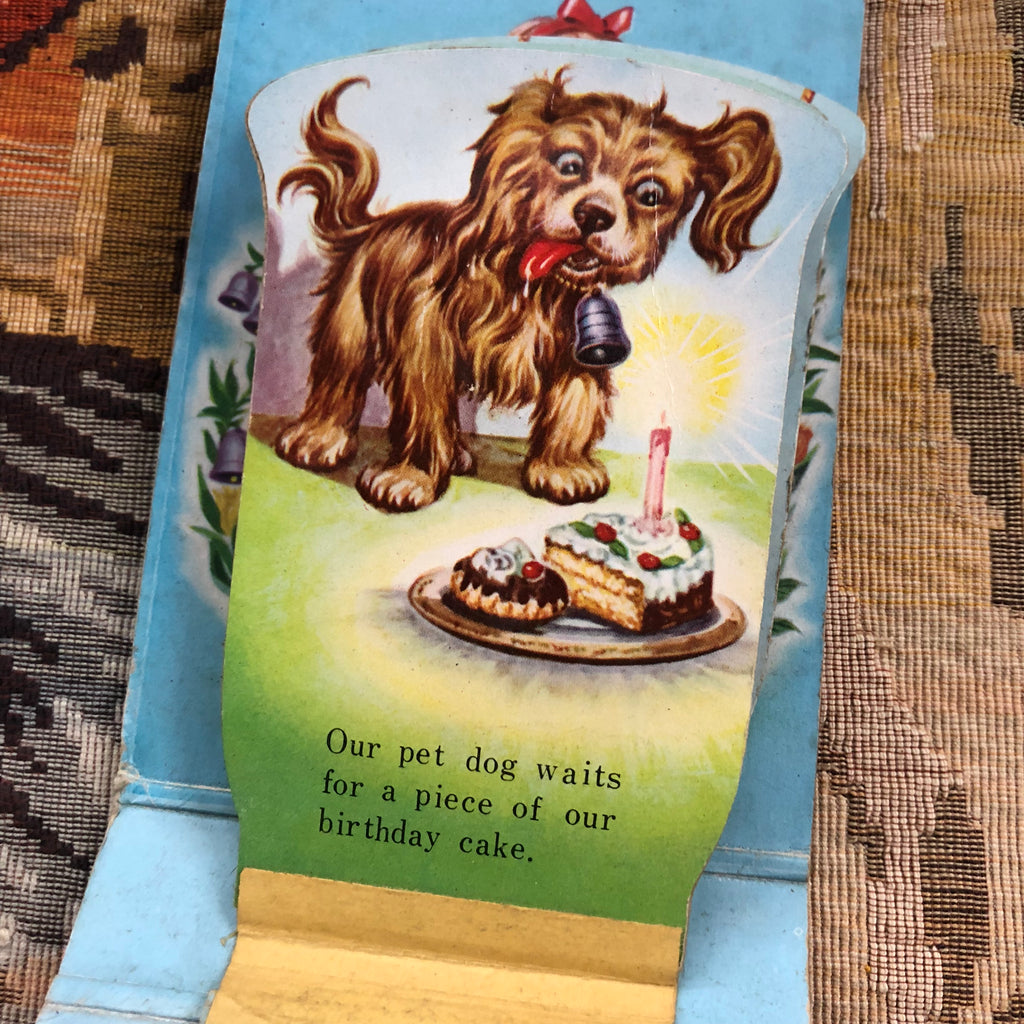 Our pet dog waits
for a piece of our
birthday cake.